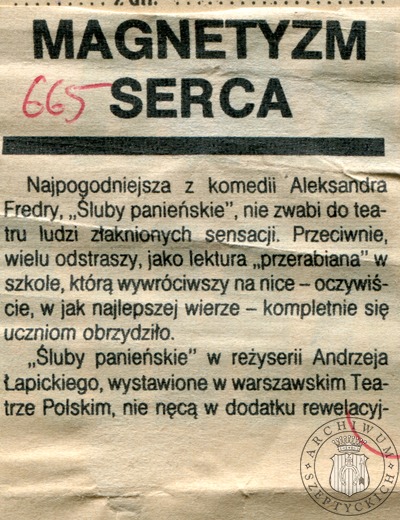 MAGNETYZM
665 SERCA
Najpogodniejsza z komedii Aleksandra
Fredry, „Śluby panieńskie”, nie zwabi do tea-
tru ludzi złaknionych sensacji. Przeciwnie,
wielu odstraszy, jako lektura „przerabiana” w
szkole, którą wywróciwszy na nice – oczywiś-
cie, w jak najlepszej wierze – kompletnie się
uczniom obrzydziło.
„Śluby panieńskie” w reżyserii Andrzeja
Łapickiego, wystawione w warszawskim Tea-
trze Polskim, nie nęcą w dodatku rewelacyj-
ARCHIWUM
SZEPTYCKICH